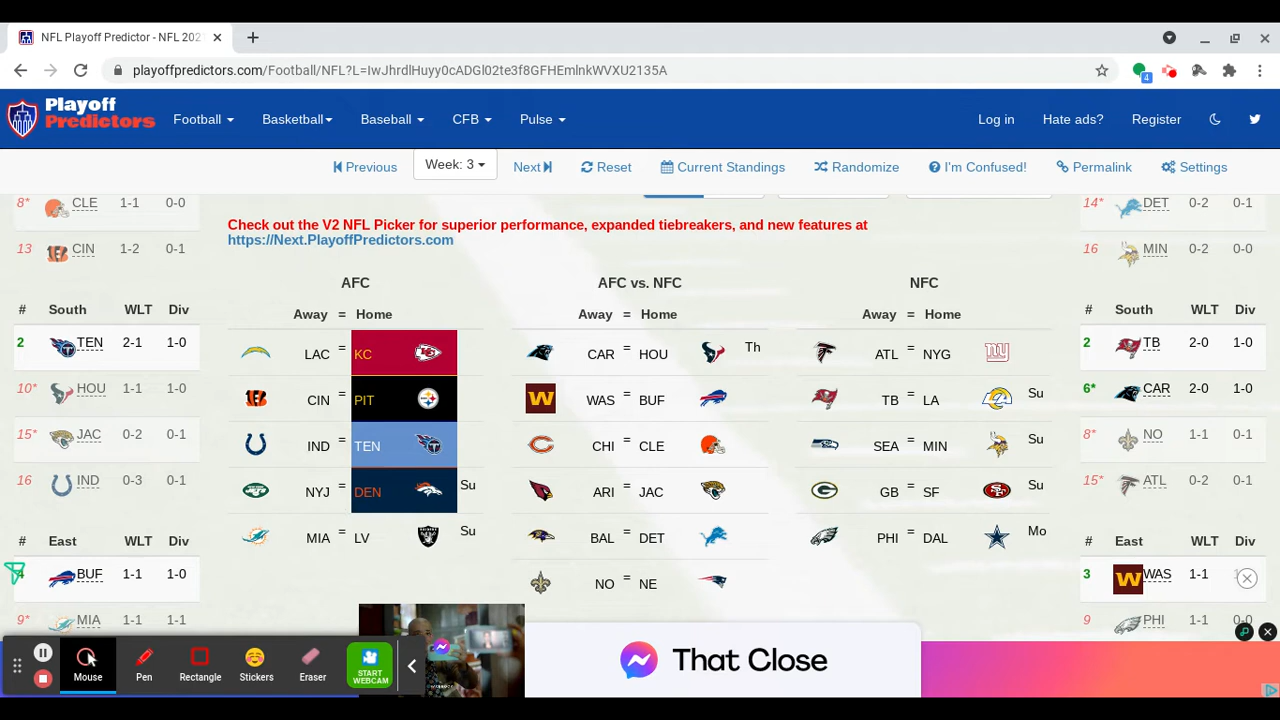 NFL Playoff Predictor - NFL 202
playoffpredictors.com/Football/NFL?L=IwJhrdlHuyy0cADGl02te3f8GFHEmlnkWVXU2135A
4
Playoff
Predictors
Football Basketball Baseball CFB Pulse Log in Hate ads? Register
Previous Week: 3 Next Reset Current Standings Randomize I'm Confused! Permalink Settings
8* CLE 1-1 0-0
13 CIN 1-2 0-1
# South WLT Div
2 TEN 2-1 1-0
10* HOU 1-1 1-0
15* JAC 0-2 0-1
16 IND 0-3 0-1
# East WLT Div
BUF 1-1 1-0
9* MIA 1-1 1-1
Check out the V2 NFL Picker for superior performance, expanded tiebreakers, and new features at
https://Next.PlayoffPredictors.com
AFC
Away = Home
LAC = KC
CIN = PIT
IND = TEN
NYJ = DEN Su
MIA = LV
AFC vs. NFC
Away = Home
CAR = HOU Th
W WAS = BUF
CHI = CLE
ARI = JAC
BAL = DET
NO = NE
NFC
Away = Home
ATL = NYG
TB = LA Su
SEA = MIN Su
GB = SF Su
PHI = DAL Mo
14* DET 0-2 0-1
16 MIN 0-2 0-0
# South WLT Div
2 TB 2-0 1-0
6* CAR 2-0 1-0
8* NO 1-1 0-1
15* ATL 0-2 0-1
# East WLT Div
3 W WAS 1-1
9 PHI 1-1 0-0
Mouse Pen Rectangle Stickers Eraser START
WEBCAM
That Close